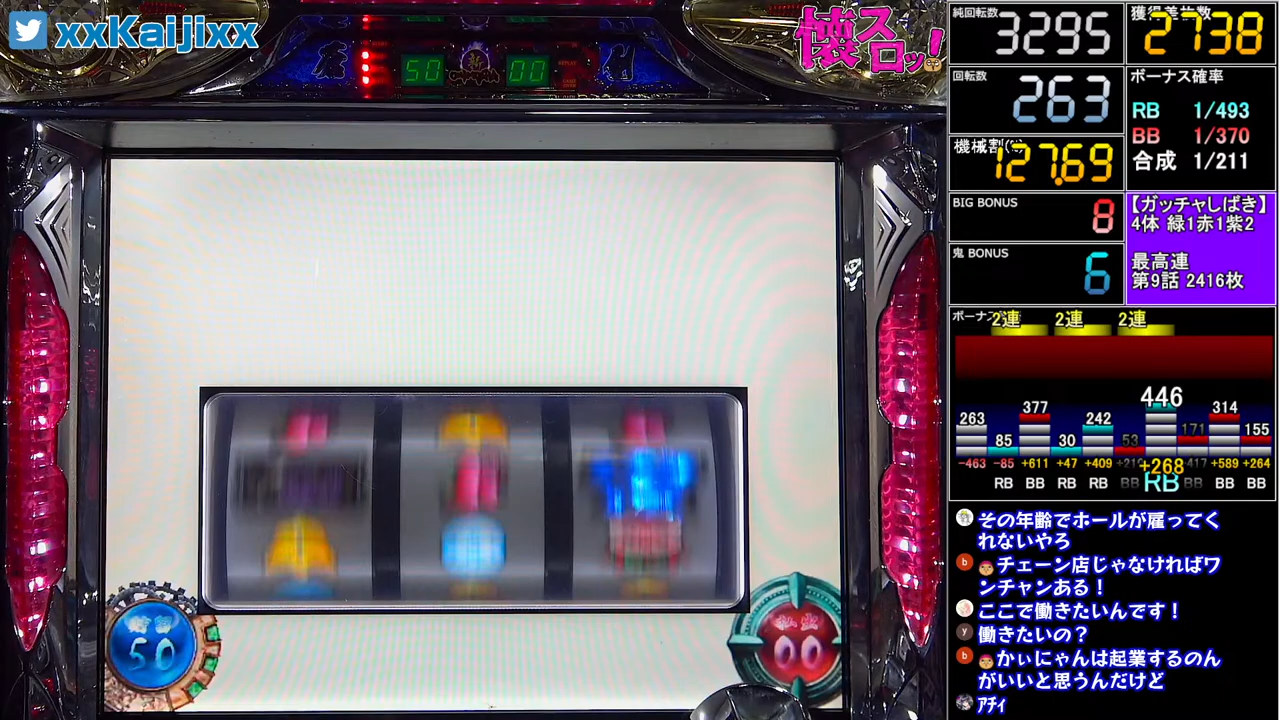 xxKaijixx
50
00
懐スロッ!
50
00
純回転数
3295
獲得差枚数
2738
回転数
263
ボーナス確率
RB 1/493
BB 1/370
合成 1/211
機械割(%)
127.69
BIG BONUS
8
鬼 BONUS
6
【ガッチャしばき】
4体 緑1赤1紫2
最高連
第9話 2416枚
2連 2連 2連
263 85 377 30 242 53 446 171 314 155
-463 -85 +611 +47 +409 +268 -417 +589 +264
RB BB RB RB BB RB BB BB BB
その年齢でホールが雇ってく
れないやろ
チェーン店じゃなければワ
ンチャンある!
ここで働きたいんです!
働きたいの?
かぃにゃんは起業するのん
がいいと思うんだけど
アチィ